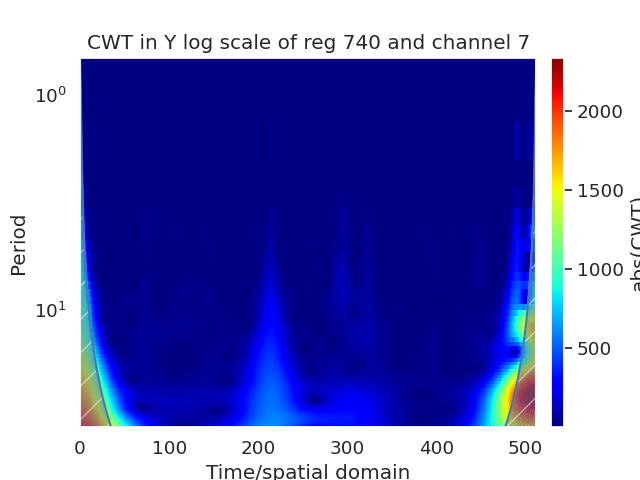 CWT in Y log scale of reg 740 and channel 7
10⁰
10¹
Period
0 100 200 300 400 500
Time/spatial domain
2000
1500
1000
500
abs(CWT)